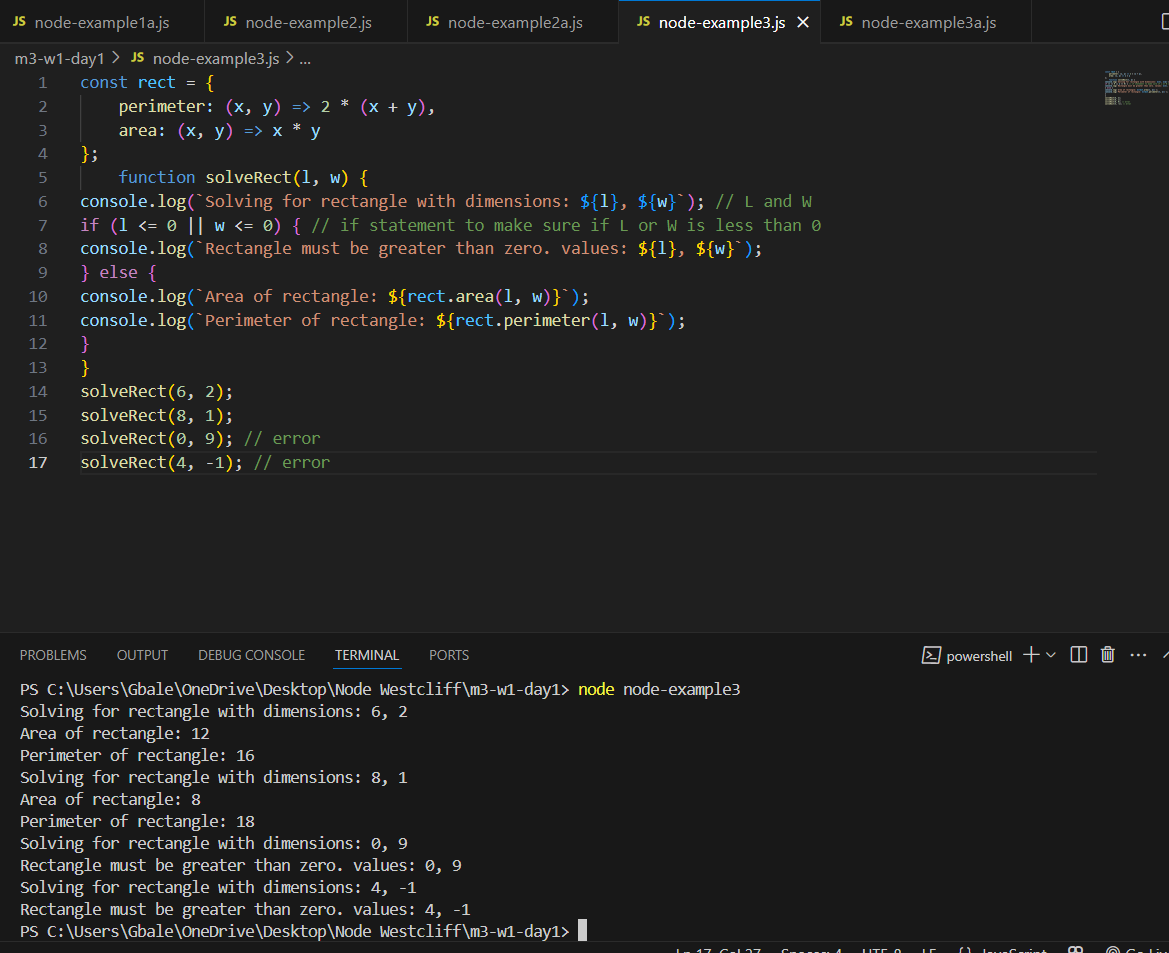 JS node-example1a.js JS node-example2.js JS node-example2a.js JS node-example3.js × JS node-example3a.js
m3-w1-day1 > JS node-example3.js > ...
1 const rect = {
2 perimeter: (x, y) => 2 * (x + y),
3 area: (x, y) => x * y
4 };
5 function solveRect(l, w) {
6 console.log(`Solving for rectangle with dimensions: ${l}, ${w}`); // L and W
7 if (l <= 0 || w <= 0) { // if statement to make sure if L or W is less than 0
8 console.log(`Rectangle must be greater than zero. values: ${l}, ${w}`);
9 } else {
10 console.log(`Area of rectangle: ${rect.area(l, w)}`);
11 console.log(`Perimeter of rectangle: ${rect.perimeter(l, w)}`);
12 }
13 }
14 solveRect(6, 2);
15 solveRect(8, 1);
16 solveRect(0, 9); // error
17 solveRect(4, -1); // error
PROBLEMS OUTPUT DEBUG CONSOLE TERMINAL PORTS powershell
PS C:\Users\Gbale\OneDrive\Desktop\Node Westcliff\m3-w1-day1> node node-example3
Solving for rectangle with dimensions: 6, 2
Area of rectangle: 12
Perimeter of rectangle: 16
Solving for rectangle with dimensions: 8, 1
Area of rectangle: 8
Perimeter of rectangle: 18
Solving for rectangle with dimensions: 0, 9
Rectangle must be greater than zero. values: 0, 9
Solving for rectangle with dimensions: 4, -1
Rectangle must be greater than zero. values: 4, -1
PS C:\Users\Gbale\OneDrive\Desktop\Node Westcliff\m3-w1-day1>